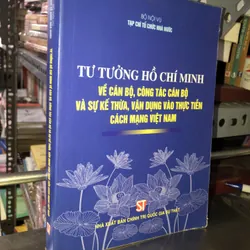 BỘ NỘI VỤ
TẠP CHÍ TỔ CHỨC NHÀ NƯỚC
TƯ TƯỞNG HỒ CHÍ MINH
VỀ CÁN BỘ, CÔNG TÁC CÁN BỘ
VÀ SỰ KẾ THỪA, VẬN DỤNG VÀO THỰC TIỄN
CÁCH MẠNG VIỆT NAM
ST
NHÀ XUẤT BẢN CHÍNH TRỊ QUỐC GIA SỰ THẬT